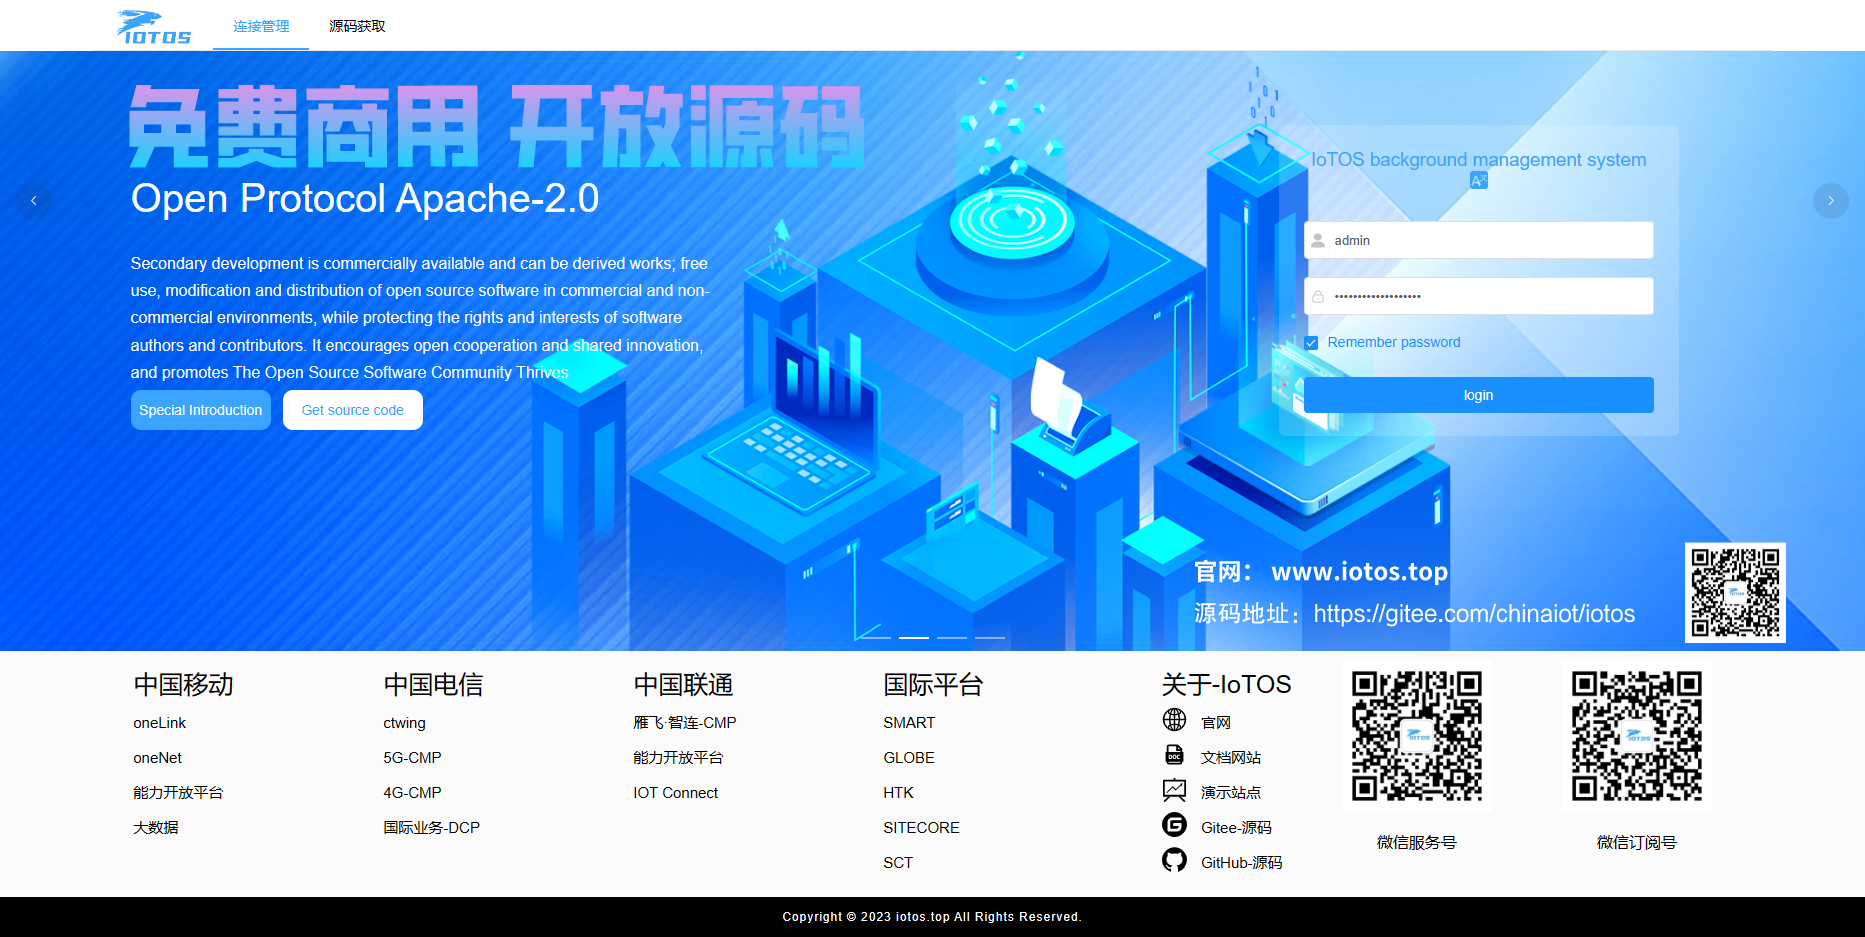 IOTOS
连接管理
源码获取
免费商用 开放源码
Open Protocol Apache-2.0
Secondary development is commercially available and can be derived works; free
use, modification and distribution of open source software in commercial and non-
commercial environments, while protecting the rights and interests of software
authors and contributors. It encourages open cooperation and shared innovation,
and promotes The Open Source Software Community Thrives
Special Introduction
Get source code
IoTOS background management system
admin
•••••••••••••••••••
Remember password
login
官网： www.iotos.top
源码地址：https://gitee.com/chinaiot/iotos
中国移动
oneLink
oneNet
能力开放平台
大数据
中国电信
ctwing
5G-CMP
4G-CMP
国际业务-DCP
中国联通
雁飞·智连-CMP
能力开放平台
IOT Connect
国际平台
SMART
GLOBE
HTK
SITECORE
SCT
关于-IoTOS
官网
文档网站
演示站点
Gitee-源码
GitHub-源码
微信服务号
微信订阅号
Copyright © 2023 iotos.top All Rights Reserved.